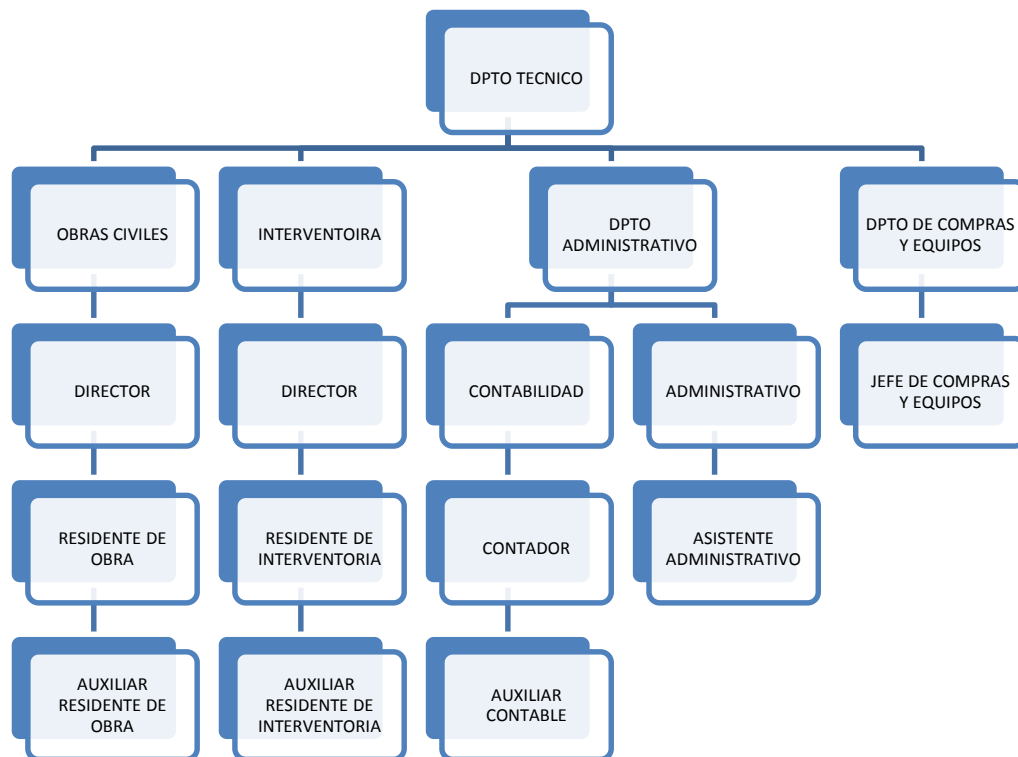 DPTO TECNICO
OBRAS CIVILES
INTERVENTOIRA
DPTO
ADMINISTRATIVO
DPTO DE COMPRAS
Y EQUIPOS
DIRECTOR
DIRECTOR
CONTABILIDAD
ADMINISTRATIVO
JEFE DE COMPRAS
Y EQUIPOS
RESIDENTE DE
OBRA
RESIDENTE DE
INTERVENTORIA
CONTADOR
ASISTENTE
ADMINISTRATIVO
AUXILIAR
RESIDENTE DE
OBRA
AUXILIAR
RESIDENTE DE
INTERVENTORIA
AUXILIAR
CONTABLE